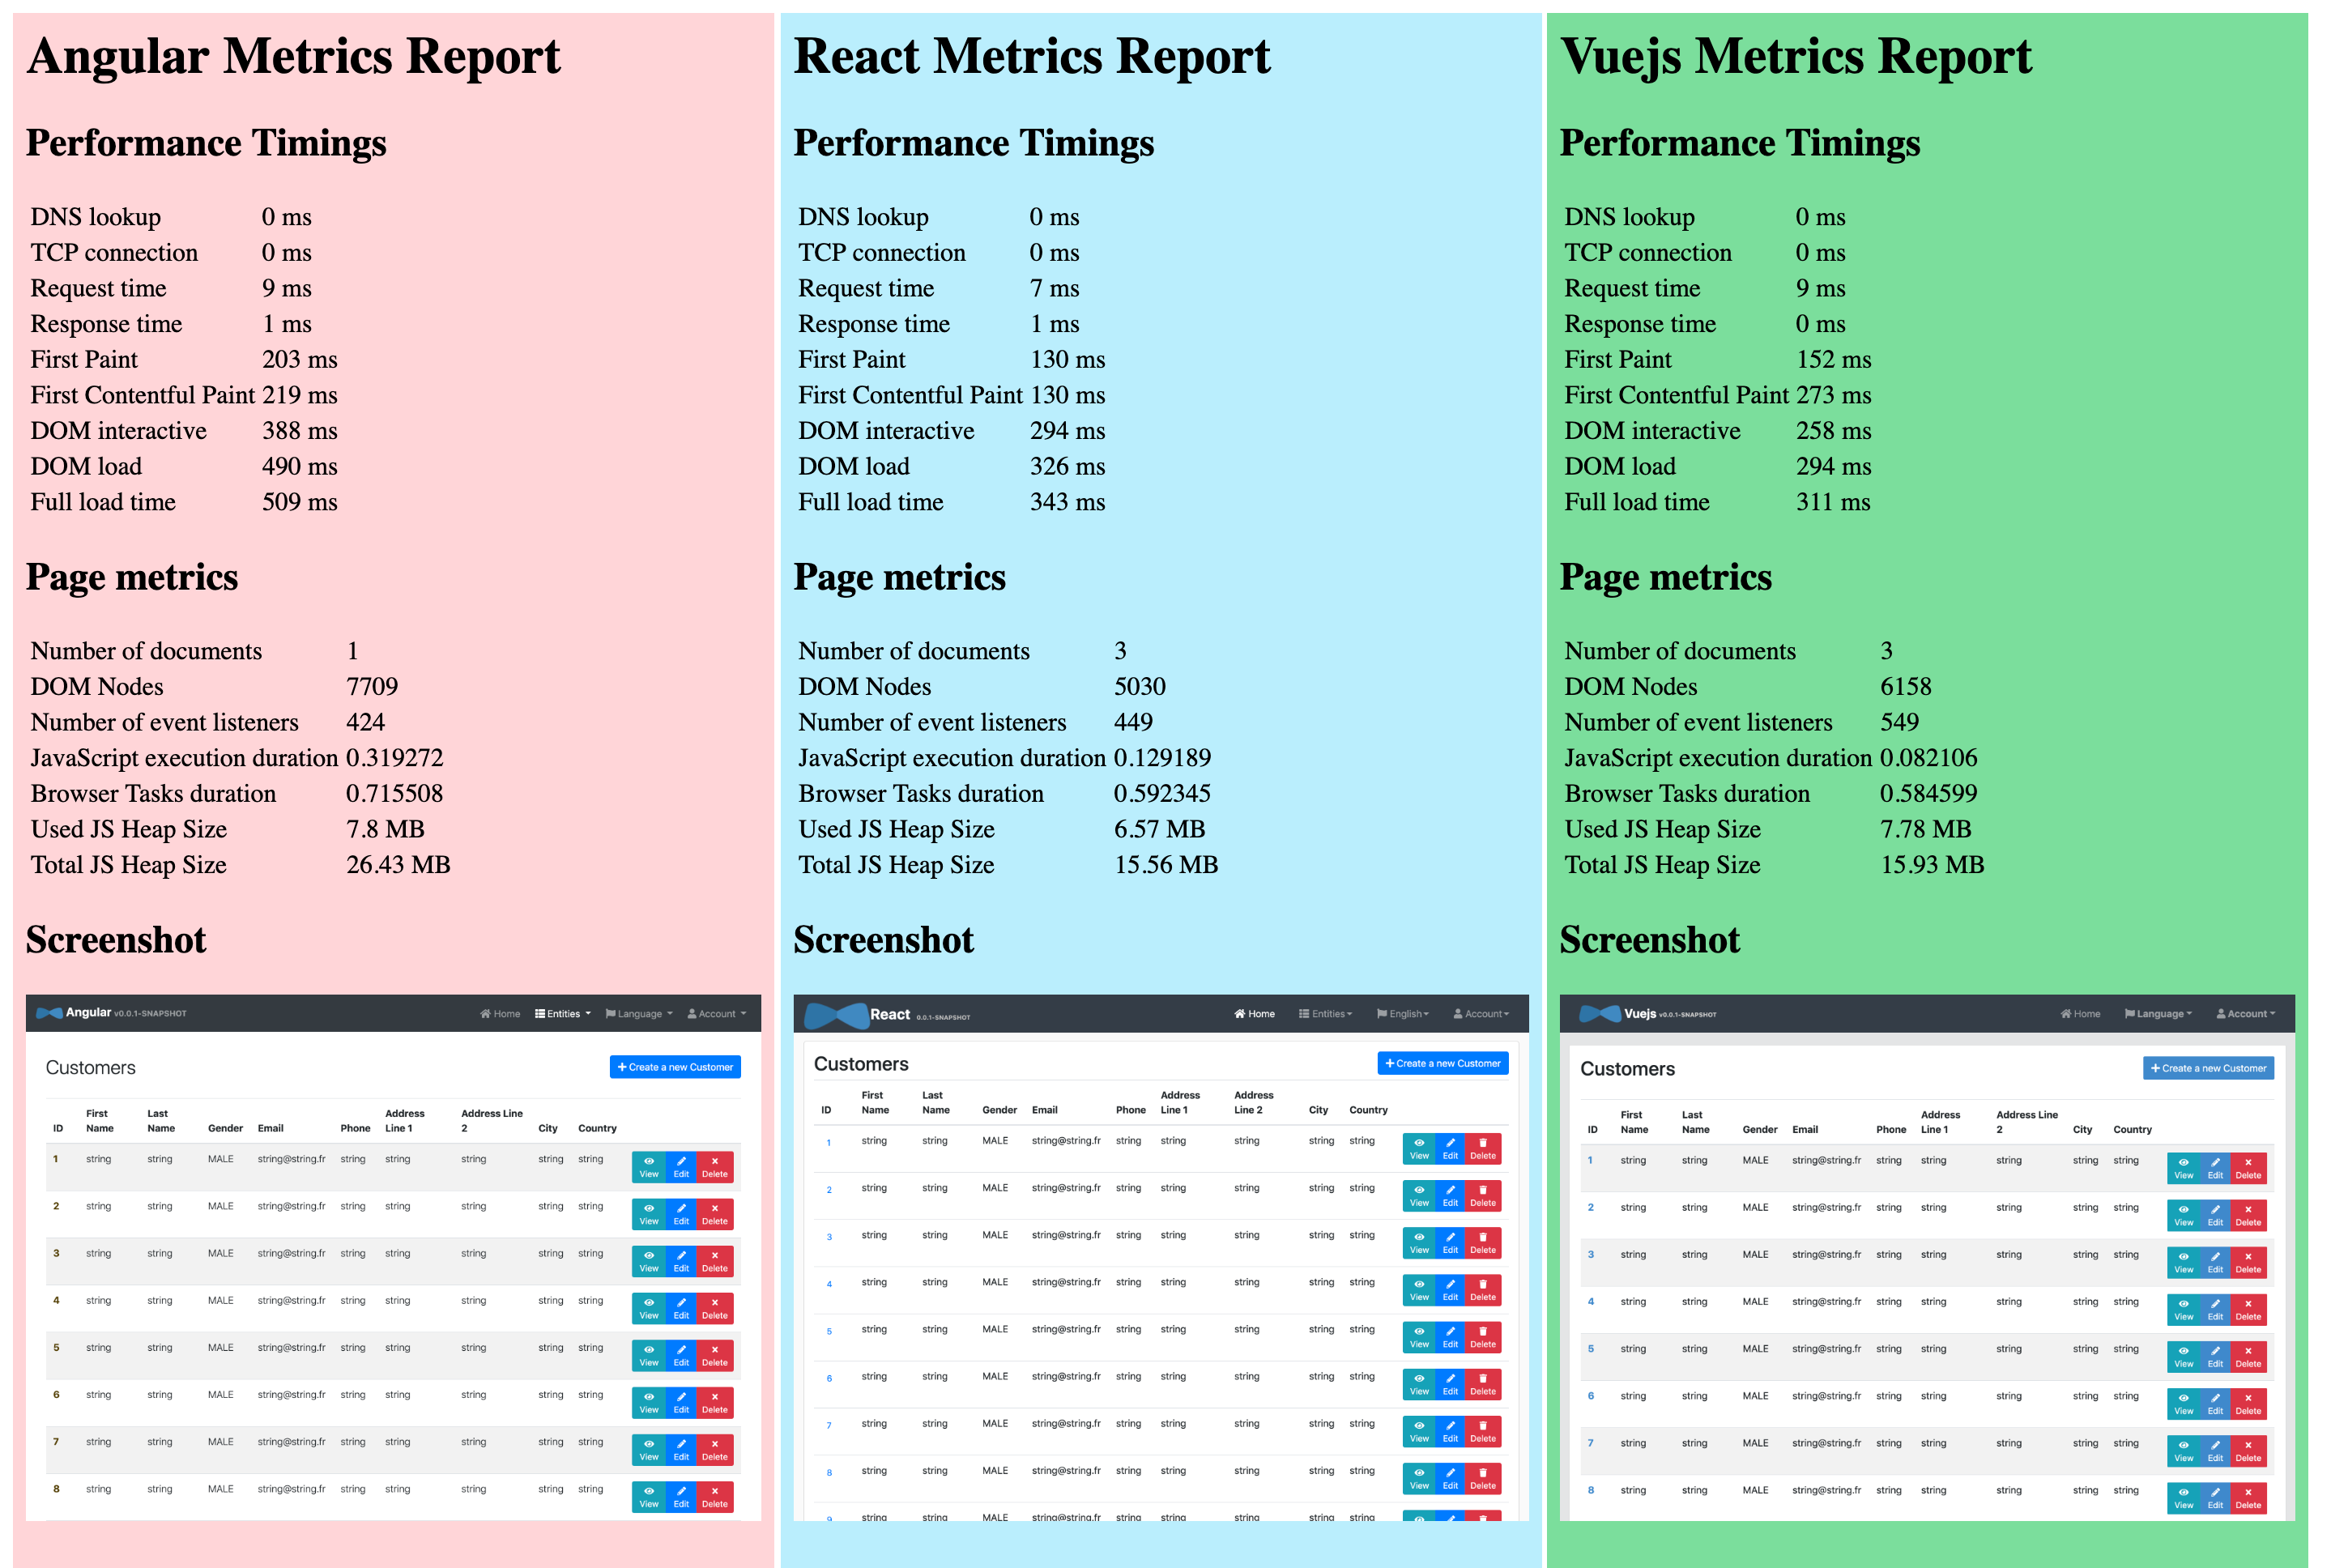 Angular Metrics Report
Performance Timings
DNS lookup 0 ms
TCP connection 0 ms
Request time 9 ms
Response time 1 ms
First Paint 203 ms
First Contentful Paint 219 ms
DOM interactive 388 ms
DOM load 490 ms
Full load time 509 ms
Page metrics
Number of documents 1
DOM Nodes 7709
Number of event listeners 424
JavaScript execution duration 0.319272
Browser Tasks duration 0.715508
Used JS Heap Size 7.8 MB
Total JS Heap Size 26.43 MB
Screenshot
Angular v0.0.1-SNAPSHOT Home Entities Language Account
Customers + Create a new Customer
ID First Name Last Name Gender Email Phone Address Line 1 Address Line 2 City Country
1 string string MALE string@string.fr string string string string string View Edit Delete
2 string string MALE string@string.fr string string string string string View Edit Delete
3 string string MALE string@string.fr string string string string string View Edit Delete
4 string string MALE string@string.fr string string string string string View Edit Delete
5 string string MALE string@string.fr string string string string string View Edit Delete
6 string string MALE string@string.fr string string string string string View Edit Delete
7 string string MALE string@string.fr string string string string string View Edit Delete
8 string string MALE string@string.fr string string string string string View Edit Delete
React Metrics Report
Performance Timings
DNS lookup 0 ms
TCP connection 0 ms
Request time 7 ms
Response time 1 ms
First Paint 130 ms
First Contentful Paint 130 ms
DOM interactive 294 ms
DOM load 326 ms
Full load time 343 ms
Page metrics
Number of documents 3
DOM Nodes 5030
Number of event listeners 449
JavaScript execution duration 0.129189
Browser Tasks duration 0.592345
Used JS Heap Size 6.57 MB
Total JS Heap Size 15.56 MB
Screenshot
React 0.0.1-SNAPSHOT Home Entities English Account
Customers + Create a new Customer
ID First Name Last Name Gender Email Phone Address Line 1 Address Line 2 City Country
1 string string MALE string@string.fr string string string string string View Edit Delete
2 string string MALE string@string.fr string string string string string View Edit Delete
3 string string MALE string@string.fr string string string string string View Edit Delete
4 string string MALE string@string.fr string string string string string View Edit Delete
5 string string MALE string@string.fr string string string string string View Edit Delete
6 string string MALE string@string.fr string string string string string View Edit Delete
7 string string MALE string@string.fr string string string string string View Edit Delete
8 string string MALE string@string.fr string string string string string View Edit Delete
9 string string MALE string@string.fr string string string string string
Vuejs Metrics Report
Performance Timings
DNS lookup 0 ms
TCP connection 0 ms
Request time 9 ms
Response time 0 ms
First Paint 152 ms
First Contentful Paint 273 ms
DOM interactive 258 ms
DOM load 294 ms
Full load time 311 ms
Page metrics
Number of documents 3
DOM Nodes 6158
Number of event listeners 549
JavaScript execution duration 0.082106
Browser Tasks duration 0.584599
Used JS Heap Size 7.78 MB
Total JS Heap Size 15.93 MB
Screenshot
Vuejs v0.0.1-SNAPSHOT Home Language Account
Customers + Create a new Customer
ID First Name Last Name Gender Email Phone Address Line 1 Address Line 2 City Country
1 string string MALE string@string.fr string string string string string View Edit Delete
2 string string MALE string@string.fr string string string string string View Edit Delete
3 string string MALE string@string.fr string string string string string View Edit Delete
4 string string MALE string@string.fr string string string string string View Edit Delete
5 string string MALE string@string.fr string string string string string View Edit Delete
6 string string MALE string@string.fr string string string string string View Edit Delete
7 string string MALE string@string.fr string string string string string View Edit Delete
8 string string MALE string@string.fr string string string string string View Edit Delete